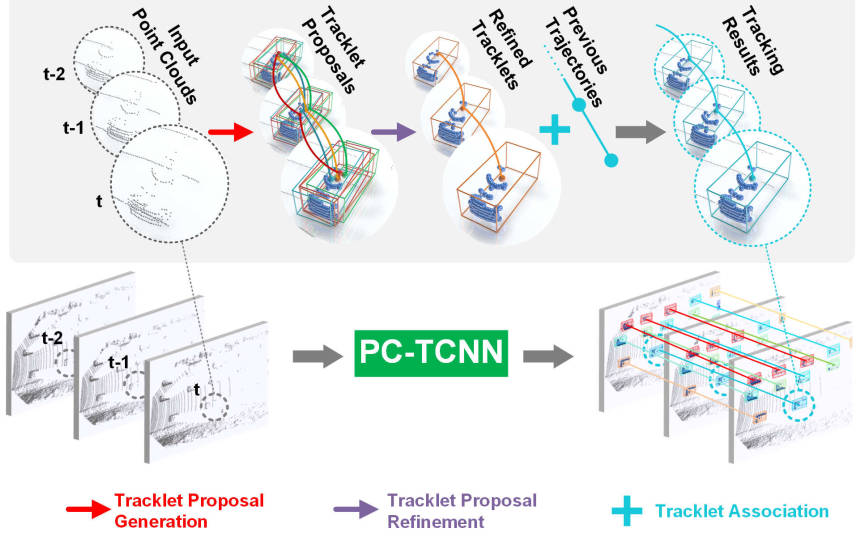 Input
Point Clouds
Tracklet
Proposals
Refined
Tracklets
Previous
Trajectories
Tracking
Results
t-2
t-1
t
t-2
t-1
t
PC-TCNN
Tracklet Proposal
Generation
Tracklet Proposal
Refinement
Tracklet Association